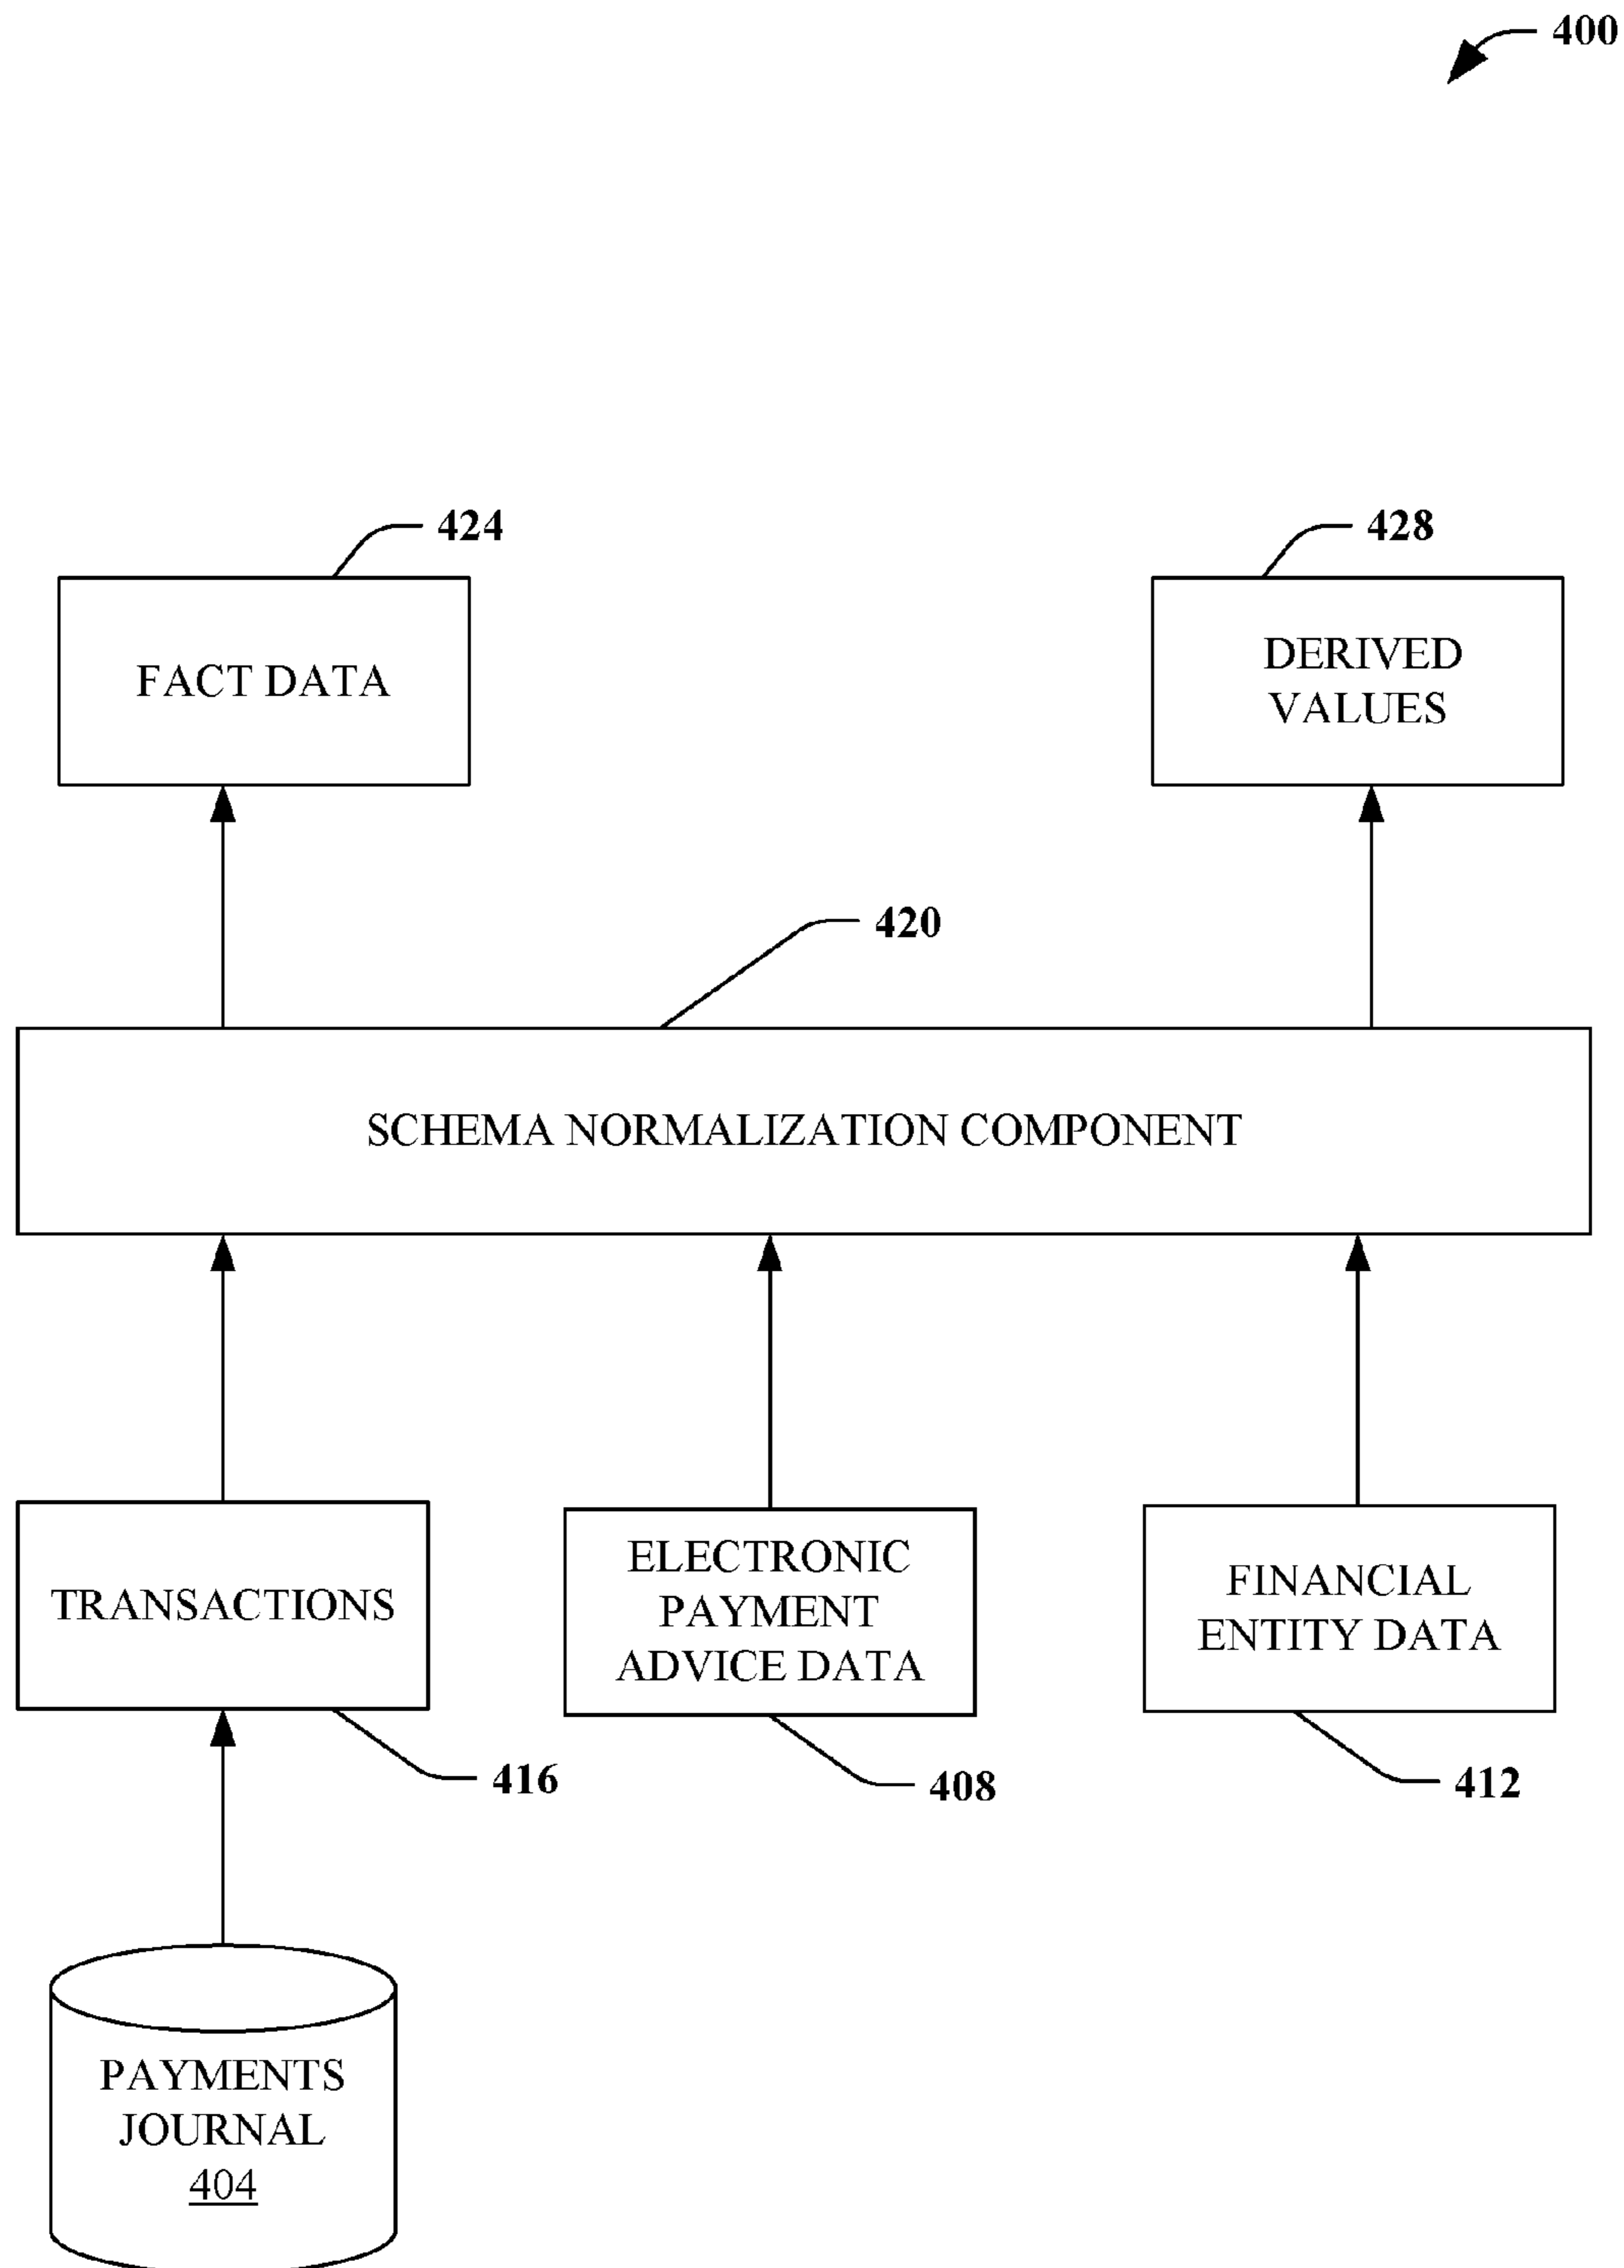 400
424
428
FACT DATA
DERIVED
VALUES
420
SCHEMA NORMALIZATION COMPONENT
TRANSACTIONS
ELECTRONIC
PAYMENT
ADVICE DATA
FINANCIAL
ENTITY DATA
416
408
412
PAYMENTS
JOURNAL
404